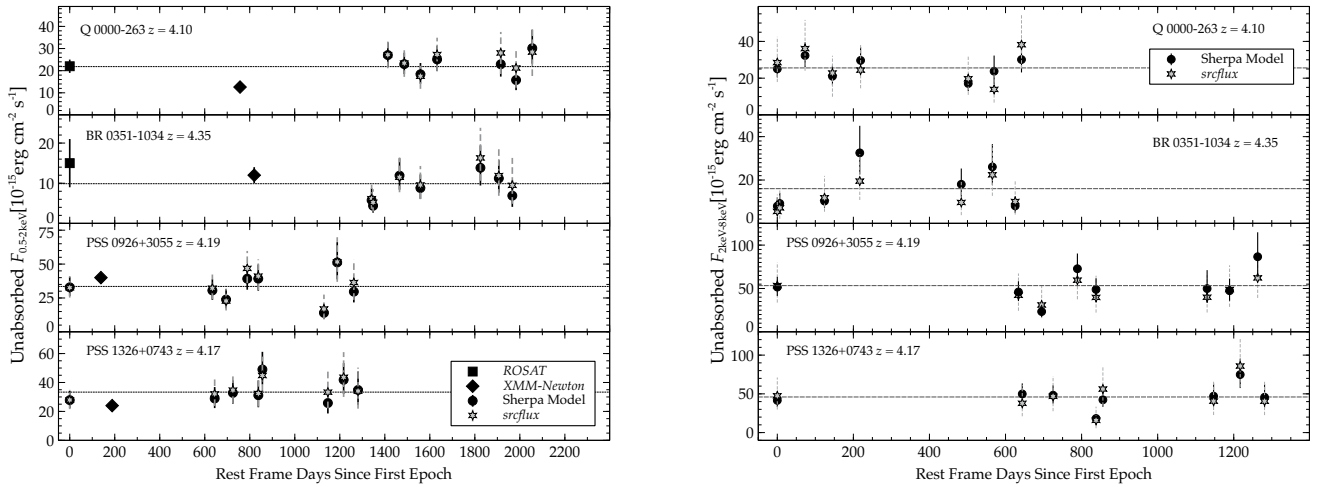 Unabsorbed F0.5-2keV[10-15erg cm-2 s-1]
Q 0000-263 z = 4.10
40
30
20
10
0
BR 0351-1034 z = 4.35
20
10
0
PSS 0926+3055 z = 4.19
75
50
25
0
PSS 1326+0743 z = 4.17
60
40
20
0
ROSAT
XMM-Newton
Sherpa Model
srcflux
0 200 400 600 800 1000 1200 1400 1600 1800 2000 2200
Rest Frame Days Since First Epoch
Unabsorbed F2keV-8keV[10-15erg cm-2 s-1]
Q 0000-263 z = 4.10
60
40
20
0
Sherpa Model
srcflux
BR 0351-1034 z = 4.35
40
20
0
PSS 0926+3055 z = 4.19
100
50
0
PSS 1326+0743 z = 4.17
100
50
0
0 200 400 600 800 1000 1200
Rest Frame Days Since First Epoch